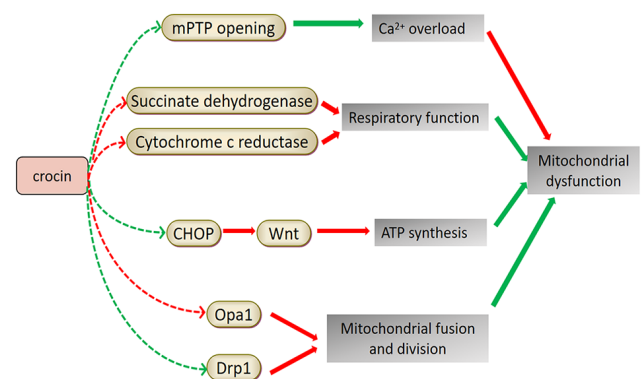 mPTP opening
Ca²⁺ overload
Succinate dehydrogenase
Respiratory function
Cytochrome c reductase
Mitochondrial
dysfunction
crocin
CHOP
Wnt
ATP synthesis
Opa1
Mitochondrial fusion
and division
Drp1